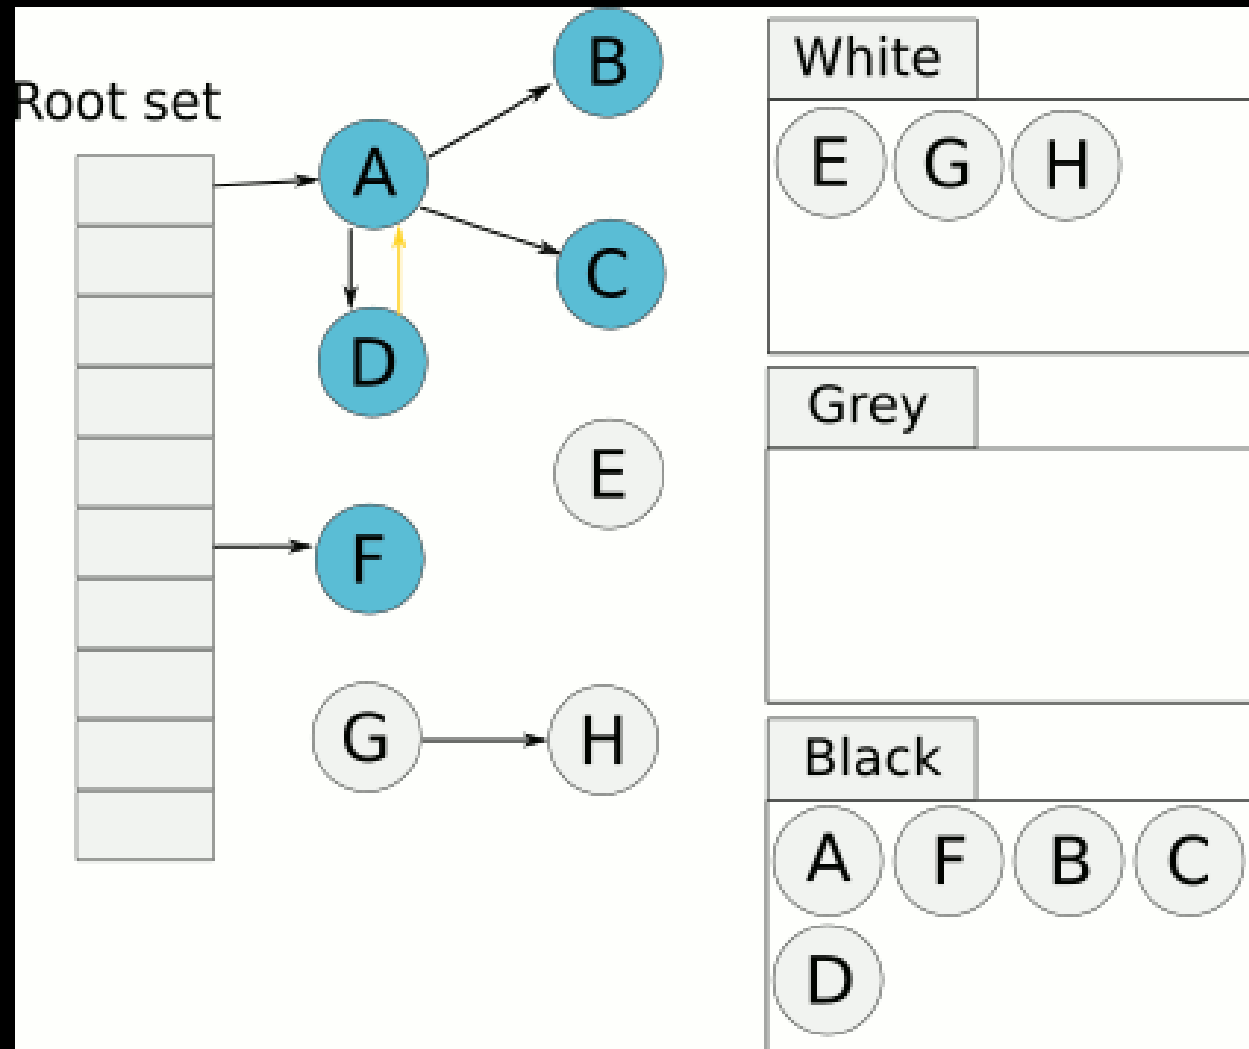 Root set
A
B
C
D
E
F
G H
White
E G H
Grey
Black
A F B C
D